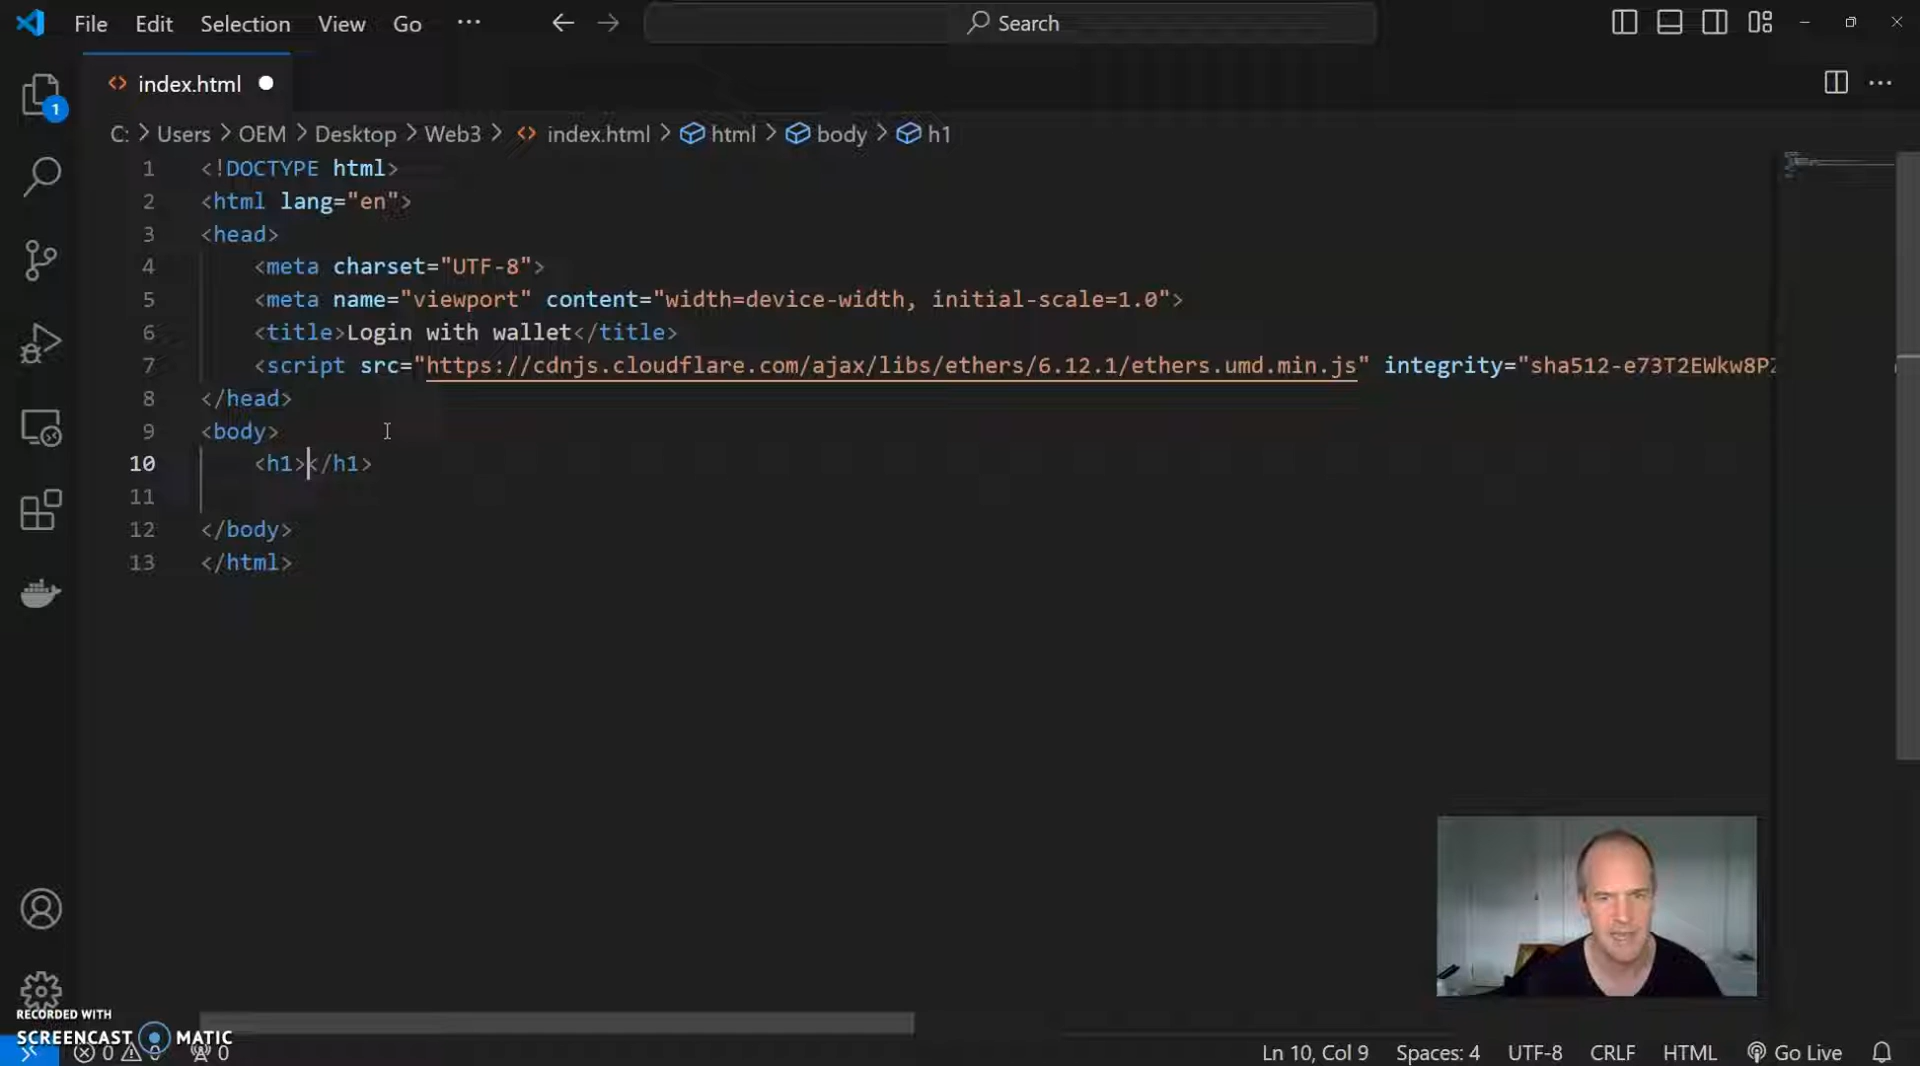 File Edit Selection View Go ··· Search
index.html
1
C: > Users > OEM > Desktop > Web3 > index.html > html > body > h1
1 <!DOCTYPE html>
2 <html lang="en">
3 <head>
4 <meta charset="UTF-8">
5 <meta name="viewport" content="width=device-width, initial-scale=1.0">
6 <title>Login with wallet</title>
7 <script src="https://cdnjs.cloudflare.com/ajax/libs/ethers/6.12.1/ethers.umd.min.js" integrity="sha512-e73T2EWkw8P
8 </head>
9 <body>
10 <h1></h1>
11
12 </body>
13 </html>
RECORDED WITH
SCREENCAST MATIC
0 0 Ln 10, Col 9 Spaces: 4 UTF-8 CRLF HTML Go Live